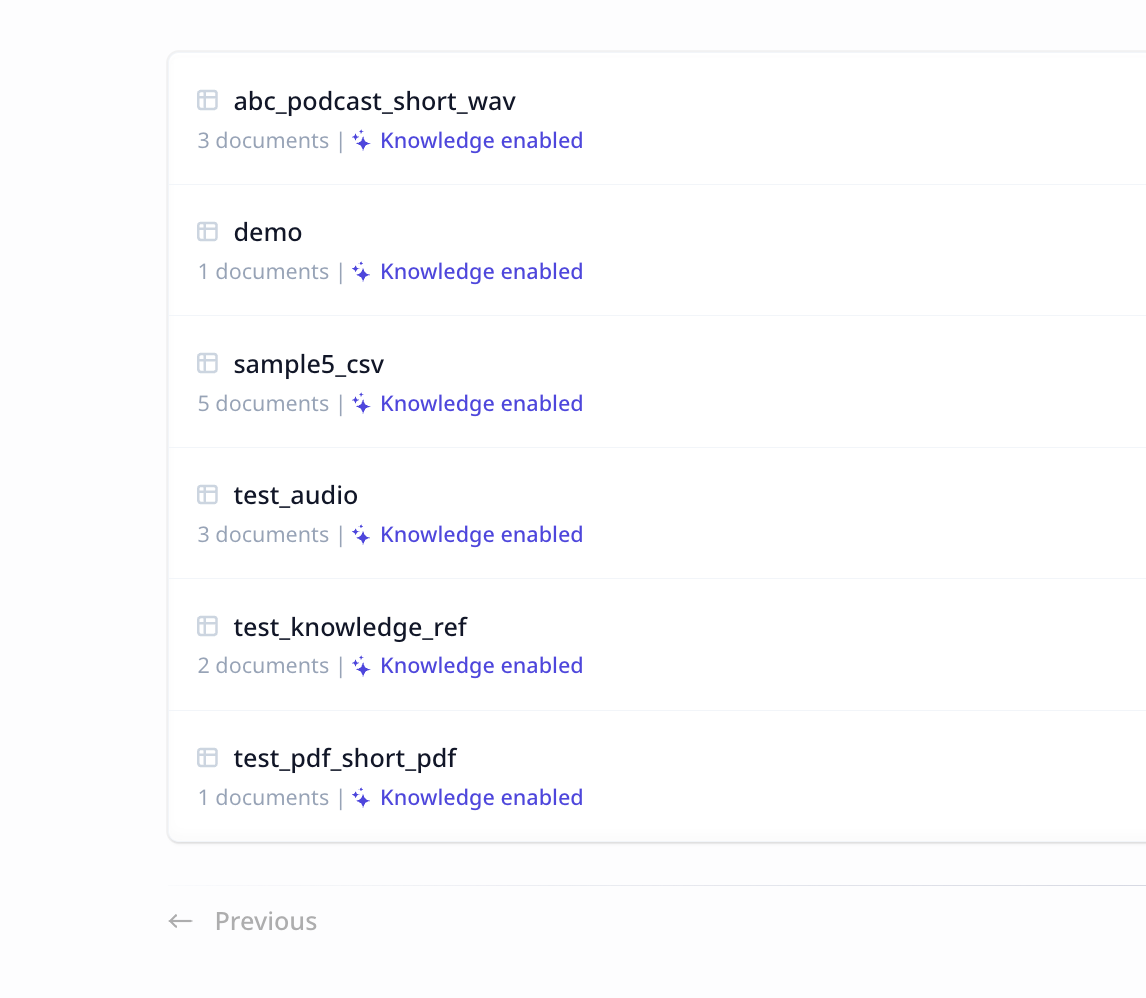 abc_podcast_short_wav
3 documents | Knowledge enabled
demo
1 documents | Knowledge enabled
sample5_csv
5 documents | Knowledge enabled
test_audio
3 documents | Knowledge enabled
test_knowledge_ref
2 documents | Knowledge enabled
test_pdf_short_pdf
1 documents | Knowledge enabled
← Previous